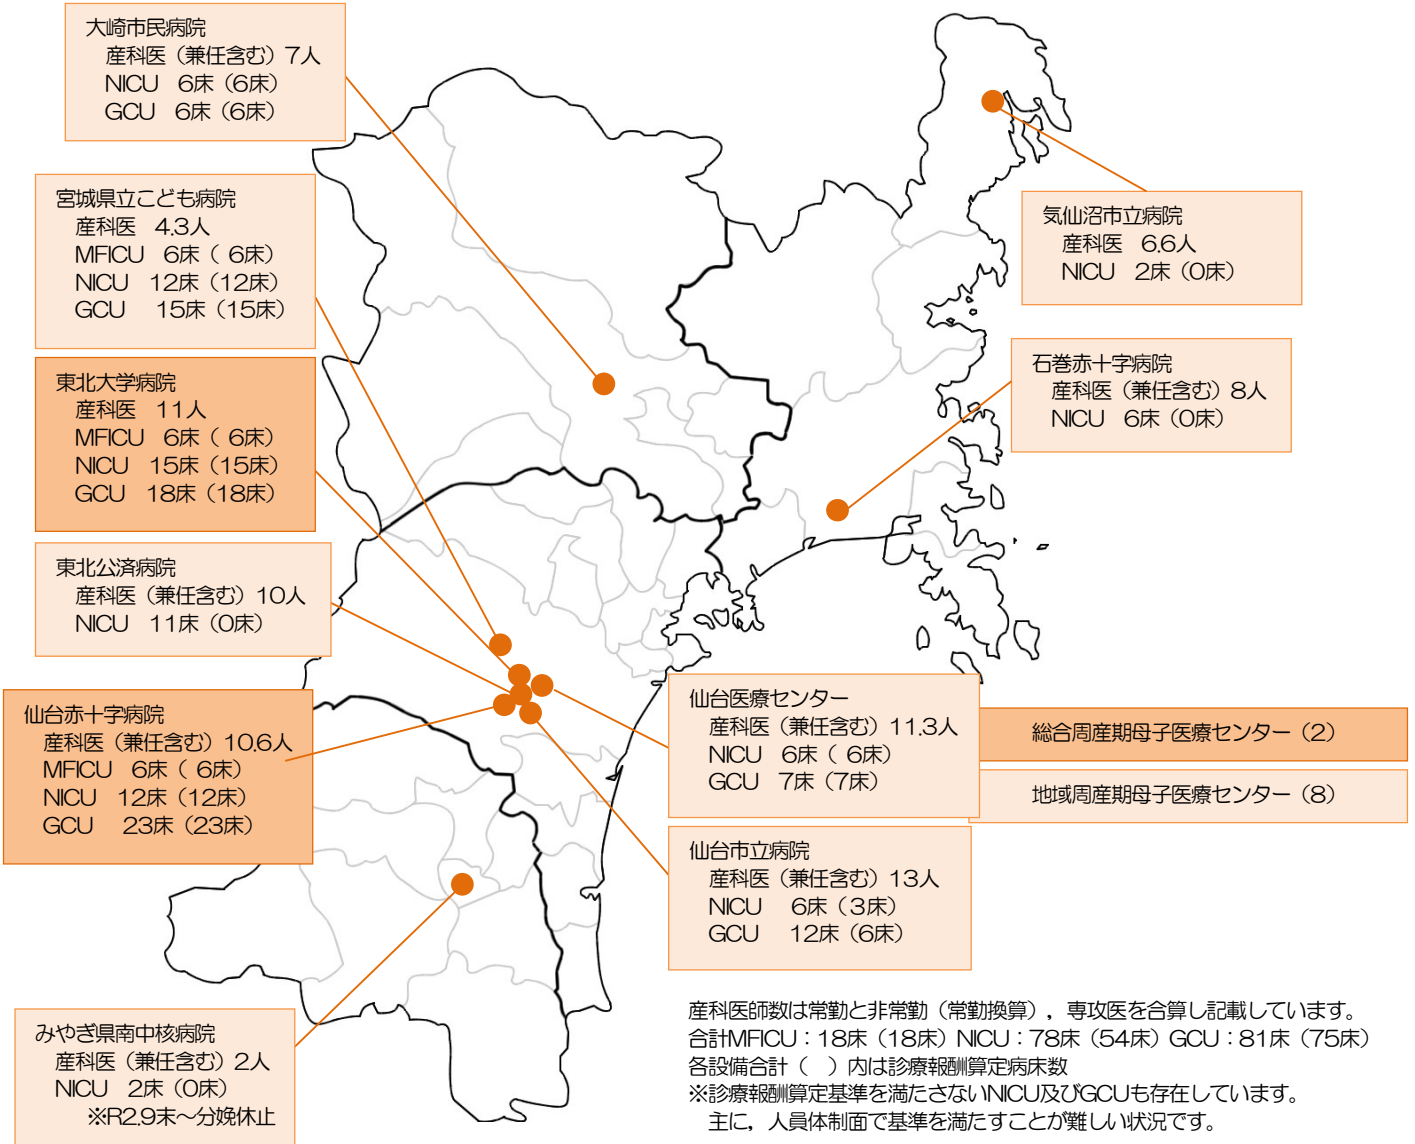 大崎市民病院
産科医（兼任含む）7人
NICU 6床（6床）
GCU 6床（6床）
宮城県立こども病院
産科医 4.3人
MFICU 6床（ 6床）
NICU 12床（12床）
GCU 15床（15床）
東北大学病院
産科医 11人
MFICU 6床（ 6床）
NICU 15床（15床）
GCU 18床（18床）
東北公済病院
産科医（兼任含む）10人
NICU 11床（0床）
仙台赤十字病院
産科医（兼任含む）10.6人
MFICU 6床（ 6床）
NICU 12床（12床）
GCU 23床（23床）
みやぎ県南中核病院
産科医（兼任含む）2人
NICU 2床（0床）
※R2.9末～分娩休止
気仙沼市立病院
産科医 6.6人
NICU 2床（0床）
石巻赤十字病院
産科医（兼任含む）8人
NICU 6床（0床）
仙台医療センター
産科医（兼任含む）11.3人
NICU 6床（ 6床）
GCU 7床（7床）
総合周産期母子医療センター（2）
地域周産期母子医療センター（8）
仙台市立病院
産科医（兼任含む）13人
NICU 6床（3床）
GCU 12床（6床）
産科医師数は常勤と非常勤（常勤換算），専攻医を合算し記載しています。
合計MFICU：18床（18床）NICU：78床（54床）GCU：81床（75床）
各設備合計（ ）内は診療報酬算定病床数
※診療報酬算定基準を満たさないNICU及びGCUも存在しています。
主に，人員体制面で基準を満たすことが難しい状況です。